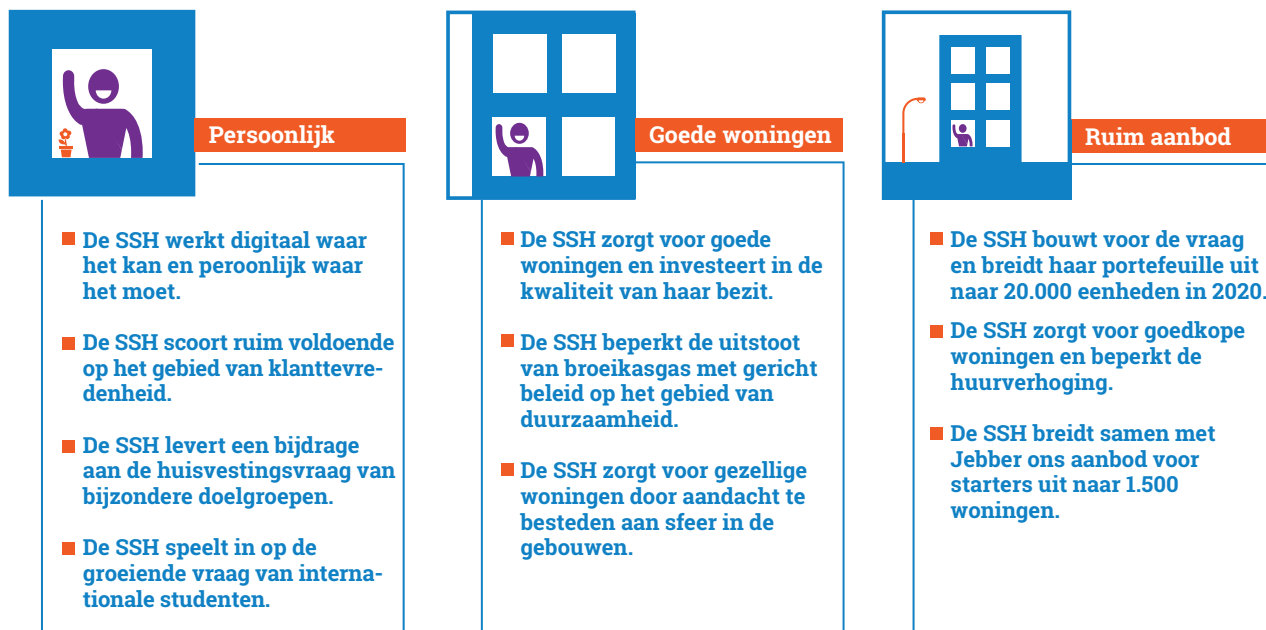 Persoonlijk
De SSH werkt digitaal waar
het kan en peroonlijk waar
het moet.
De SSH scoort ruim voldoende
op het gebied van klanttevre-
denheid.
De SSH levert een bijdrage
aan de huisvestingsvraag van
bijzondere doelgroepen.
De SSH speelt in op de
groeiende vraag van interna-
tionale studenten.
Goede woningen
De SSH zorgt voor goede
woningen en investeert in de
kwaliteit van haar bezit.
De SSH beperkt de uitstoot
van broeikasgas met gericht
beleid op het gebied van
duurzaamheid.
De SSH zorgt voor gezellige
woningen door aandacht te
besteden aan sfeer in de
gebouwen.
Ruim aanbod
De SSH bouwt voor de vraag
en breidt haar portefeuille uit
naar 20.000 eenheden in 2020.
De SSH zorgt voor goedkope
woningen en beperkt de
huurverhoging.
De SSH breidt samen met
Jebber ons aanbod voor
starters uit naar 1.500
woningen.